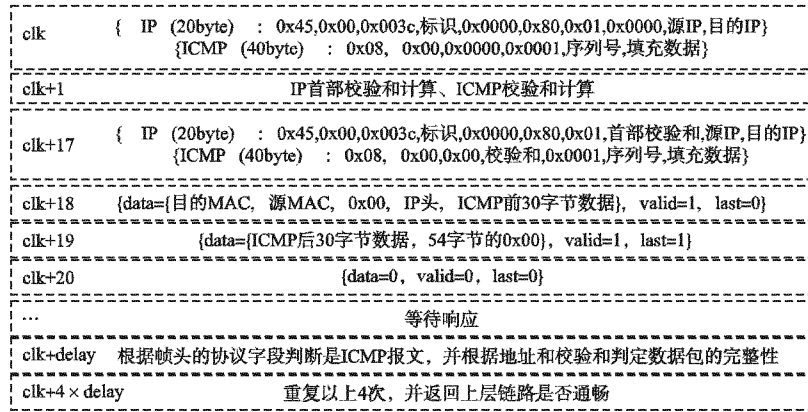 clk { IP (20byte) : 0x45,0x00,0x003c,标识,0x0000,0x80,0x01,0x0000,源IP,目的IP}
{ICMP (40byte) : 0x08, 0x00,0x0000,0x0001,序列号,填充数据}
clk+1 IP首部校验和计算、ICMP校验和计算
clk+17 { IP (20byte) : 0x45,0x00,0x003c,标识,0x0000,0x80,0x01,首部校验和,源IP,目的IP}
{ICMP (40byte) : 0x08, 0x00,0x00,校验和,0x0001,序列号,填充数据}
clk+18 {data={目的MAC, 源MAC, 0x00, IP头, ICMP前30字节数据}, valid=1, last=0}
clk+19 {data={ICMP后30字节数据, 54字节的0x00}, valid=1, last=1}
clk+20 {data=0, valid=0, last=0}
… 等待响应
clk+delay 根据帧头的协议字段判断是ICMP报文，并根据地址和校验和判定数据包的完整性
clk+4×delay 重复以上4次，并返回上层链路是否通畅